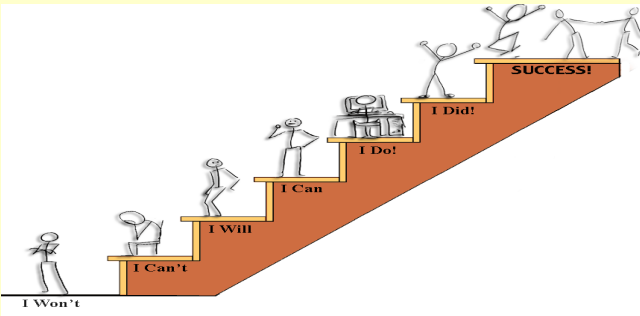 I Won't
I Can't
I Will
I Can
I Do!
I Did!
SUCCESS!